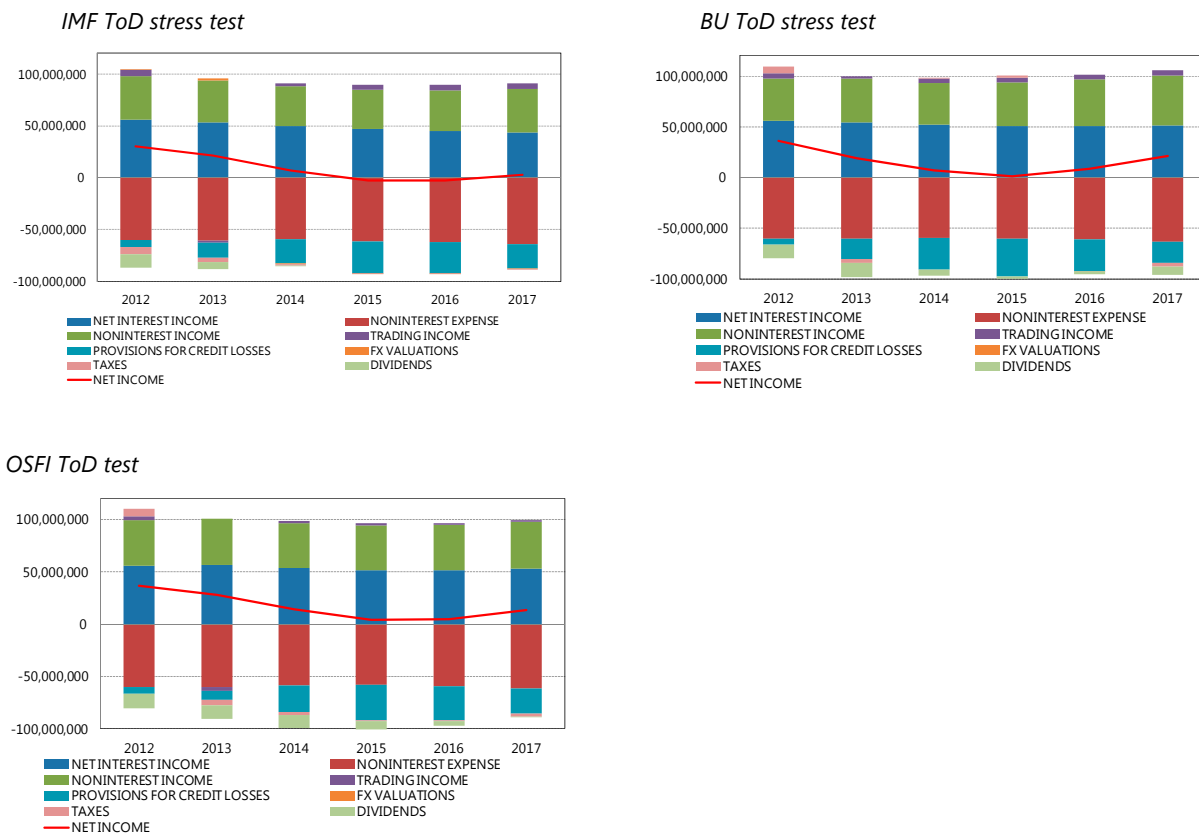 IMF ToD stress test
100,000,000
50,000,000
0
-50,000,000
-100,000,000
2012 2013 2014 2015 2016 2017
NET INTEREST INCOME NONINTEREST EXPENSE
NONINTEREST INCOME TRADING INCOME
PROVISIONS FOR CREDIT LOSSES FX VALUATIONS
TAXES DIVIDENDS
NET INCOME
BU ToD stress test
100,000,000
50,000,000
0
-50,000,000
-100,000,000
2012 2013 2014 2015 2016 2017
NET INTEREST INCOME NONINTEREST EXPENSE
NONINTEREST INCOME TRADING INCOME
PROVISIONS FOR CREDIT LOSSES FX VALUATIONS
TAXES DIVIDENDS
NET INCOME
OSFI ToD test
100,000,000
50,000,000
0
-50,000,000
-100,000,000
2012 2013 2014 2015 2016 2017
NET INTEREST INCOME NONINTEREST EXPENSE
NONINTEREST INCOME TRADING INCOME
PROVISIONS FOR CREDIT LOSSES FX VALUATIONS
TAXES DIVIDENDS
NET INCOME